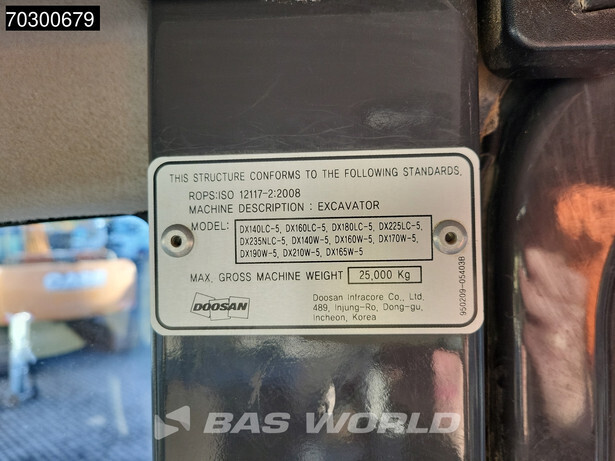 70300679
THIS STRUCTURE CONFORMS TO THE FOLLOWING STANDARDS,
ROPS:ISO 12117-2:2008
MACHINE DESCRIPTION : EXCAVATOR
MODEL: DX140LC-5, DX160LC-5, DX180LC-5, DX225LC-5,
DX235NLC-5, DX140W-5, DX160W-5, DX170W-5,
DX190W-5, DX210W-5, DX165W-5
MAX. GROSS MACHINE WEIGHT 25,000 Kg
DOOSAN
Doosan Infracore Co., Ltd.
489, Injung-Ro, Dong-gu,
Incheon, Korea
950209-05403B
BAS WORLD